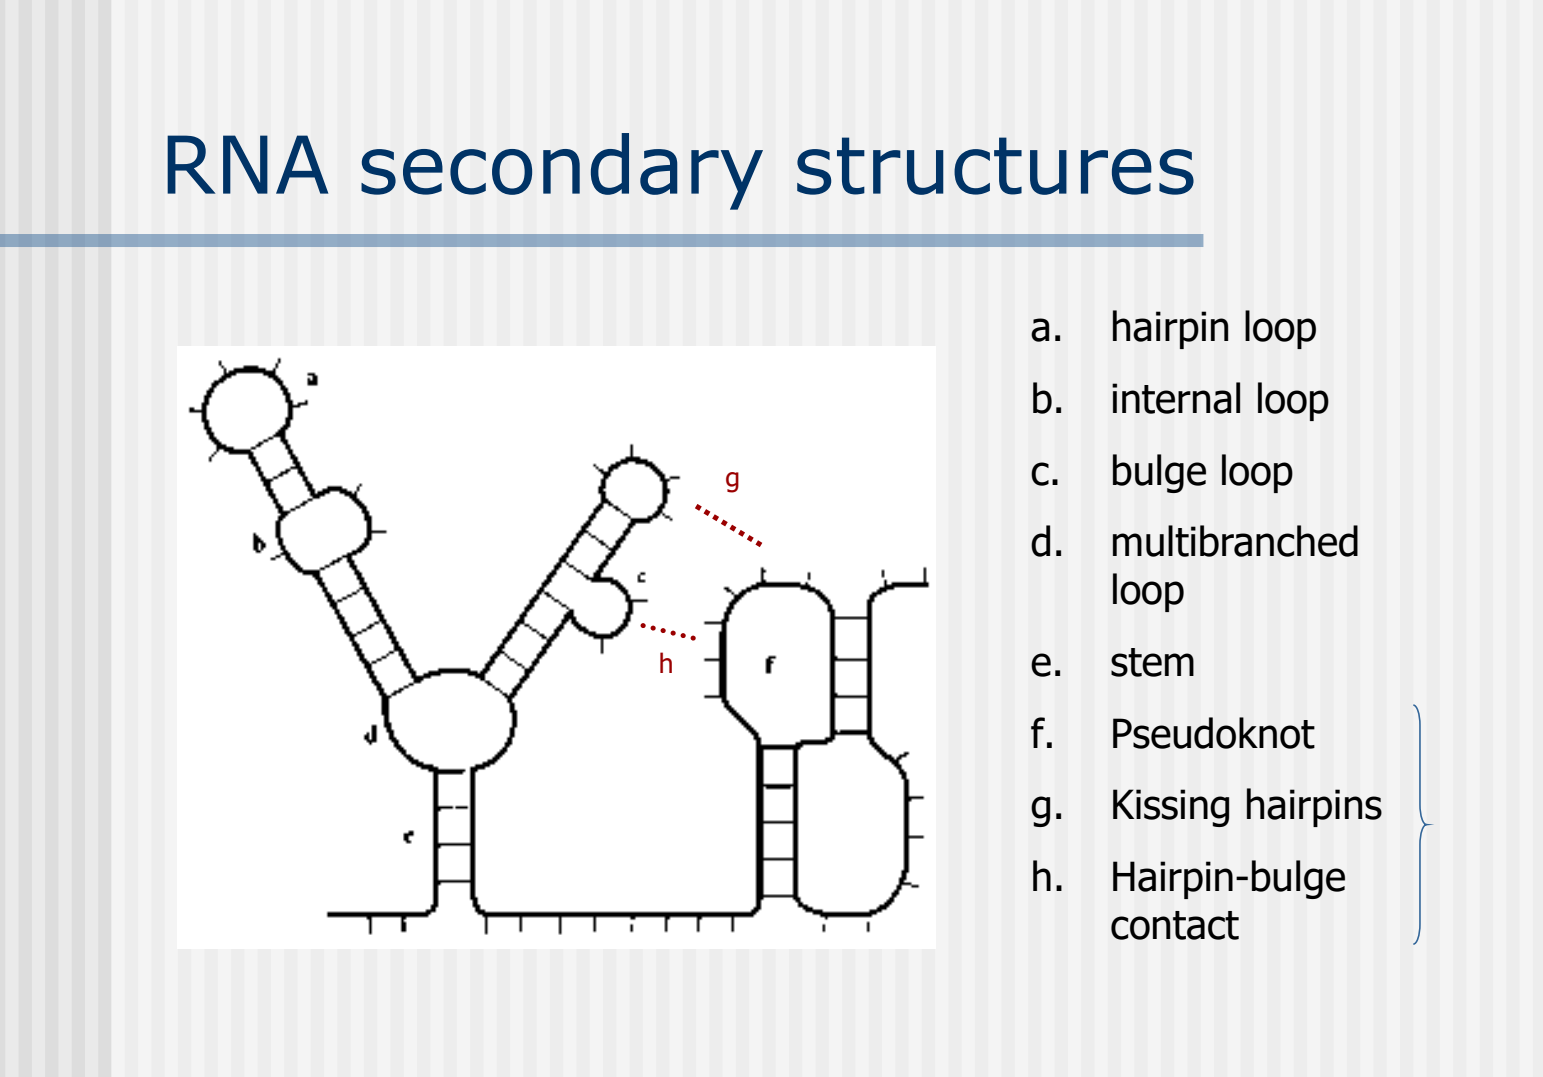 RNA secondary structures
a. hairpin loop
b. internal loop
c. bulge loop
d. multibranched
loop
e. stem
f. Pseudoknot
g. Kissing hairpins
h. Hairpin-bulge
contact
a
g
b
c
h
f
d
e